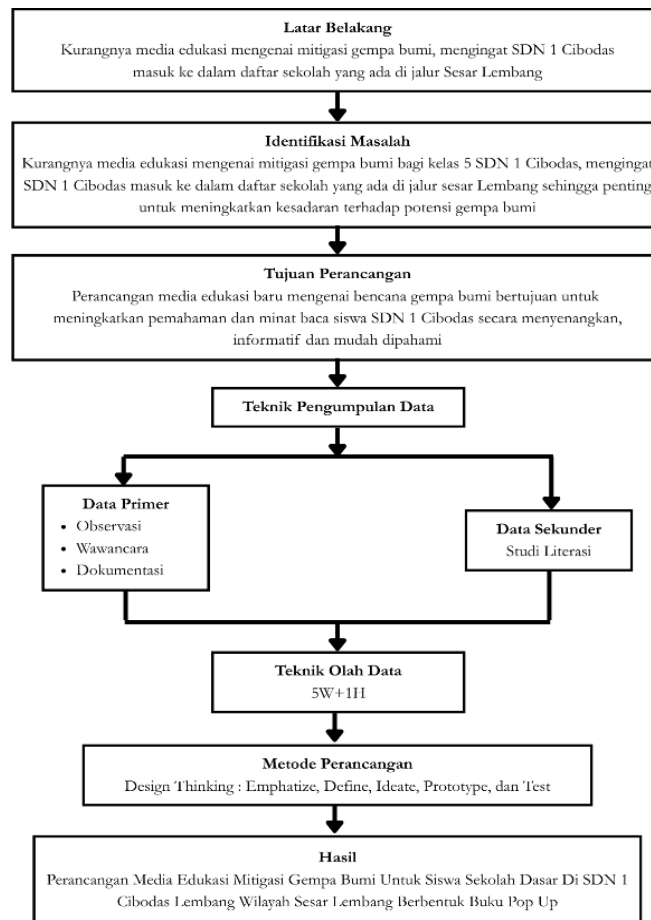 Latar Belakang
Kurangnya media edukasi mengenai mitigasi gempa bumi, mengingat SDN 1 Cibodas
masuk ke dalam daftar sekolah yang ada di jalur Sesar Lembang
Identifikasi Masalah
Kurangnya media edukasi mengenai mitigasi gempa bumi bagi kelas 5 SDN 1 Cibodas, mengingat
SDN 1 Cibodas masuk ke dalam daftar sekolah yang ada di jalur sesar Lembang sehingga penting
untuk meningkatkan kesadaran terhadap potensi gempa bumi
Tujuan Perancangan
Perancangan media edukasi baru mengenai bencana gempa bumi bertujuan untuk
meningkatkan pemahaman dan minat baca siswa SDN 1 Cibodas secara menyenangkan,
informatif dan mudah dipahami
Teknik Pengumpulan Data
Data Primer
• Observasi
• Wawancara
• Dokumentasi
Data Sekunder
Studi Literasi
Teknik Olah Data
5W+1H
Metode Perancangan
Design Thinking : Emphatize, Define, Ideate, Prototype, dan Test
Hasil
Perancangan Media Edukasi Mitigasi Gempa Bumi Untuk Siswa Sekolah Dasar Di SDN 1
Cibodas Lembang Wilayah Sesar Lembang Berbentuk Buku Pop Up